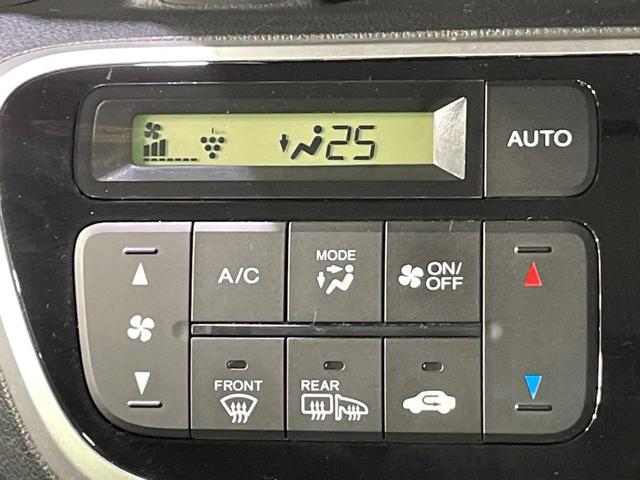 25
AUTO
A/C
MODE
ON/
OFF
FRONT
REAR